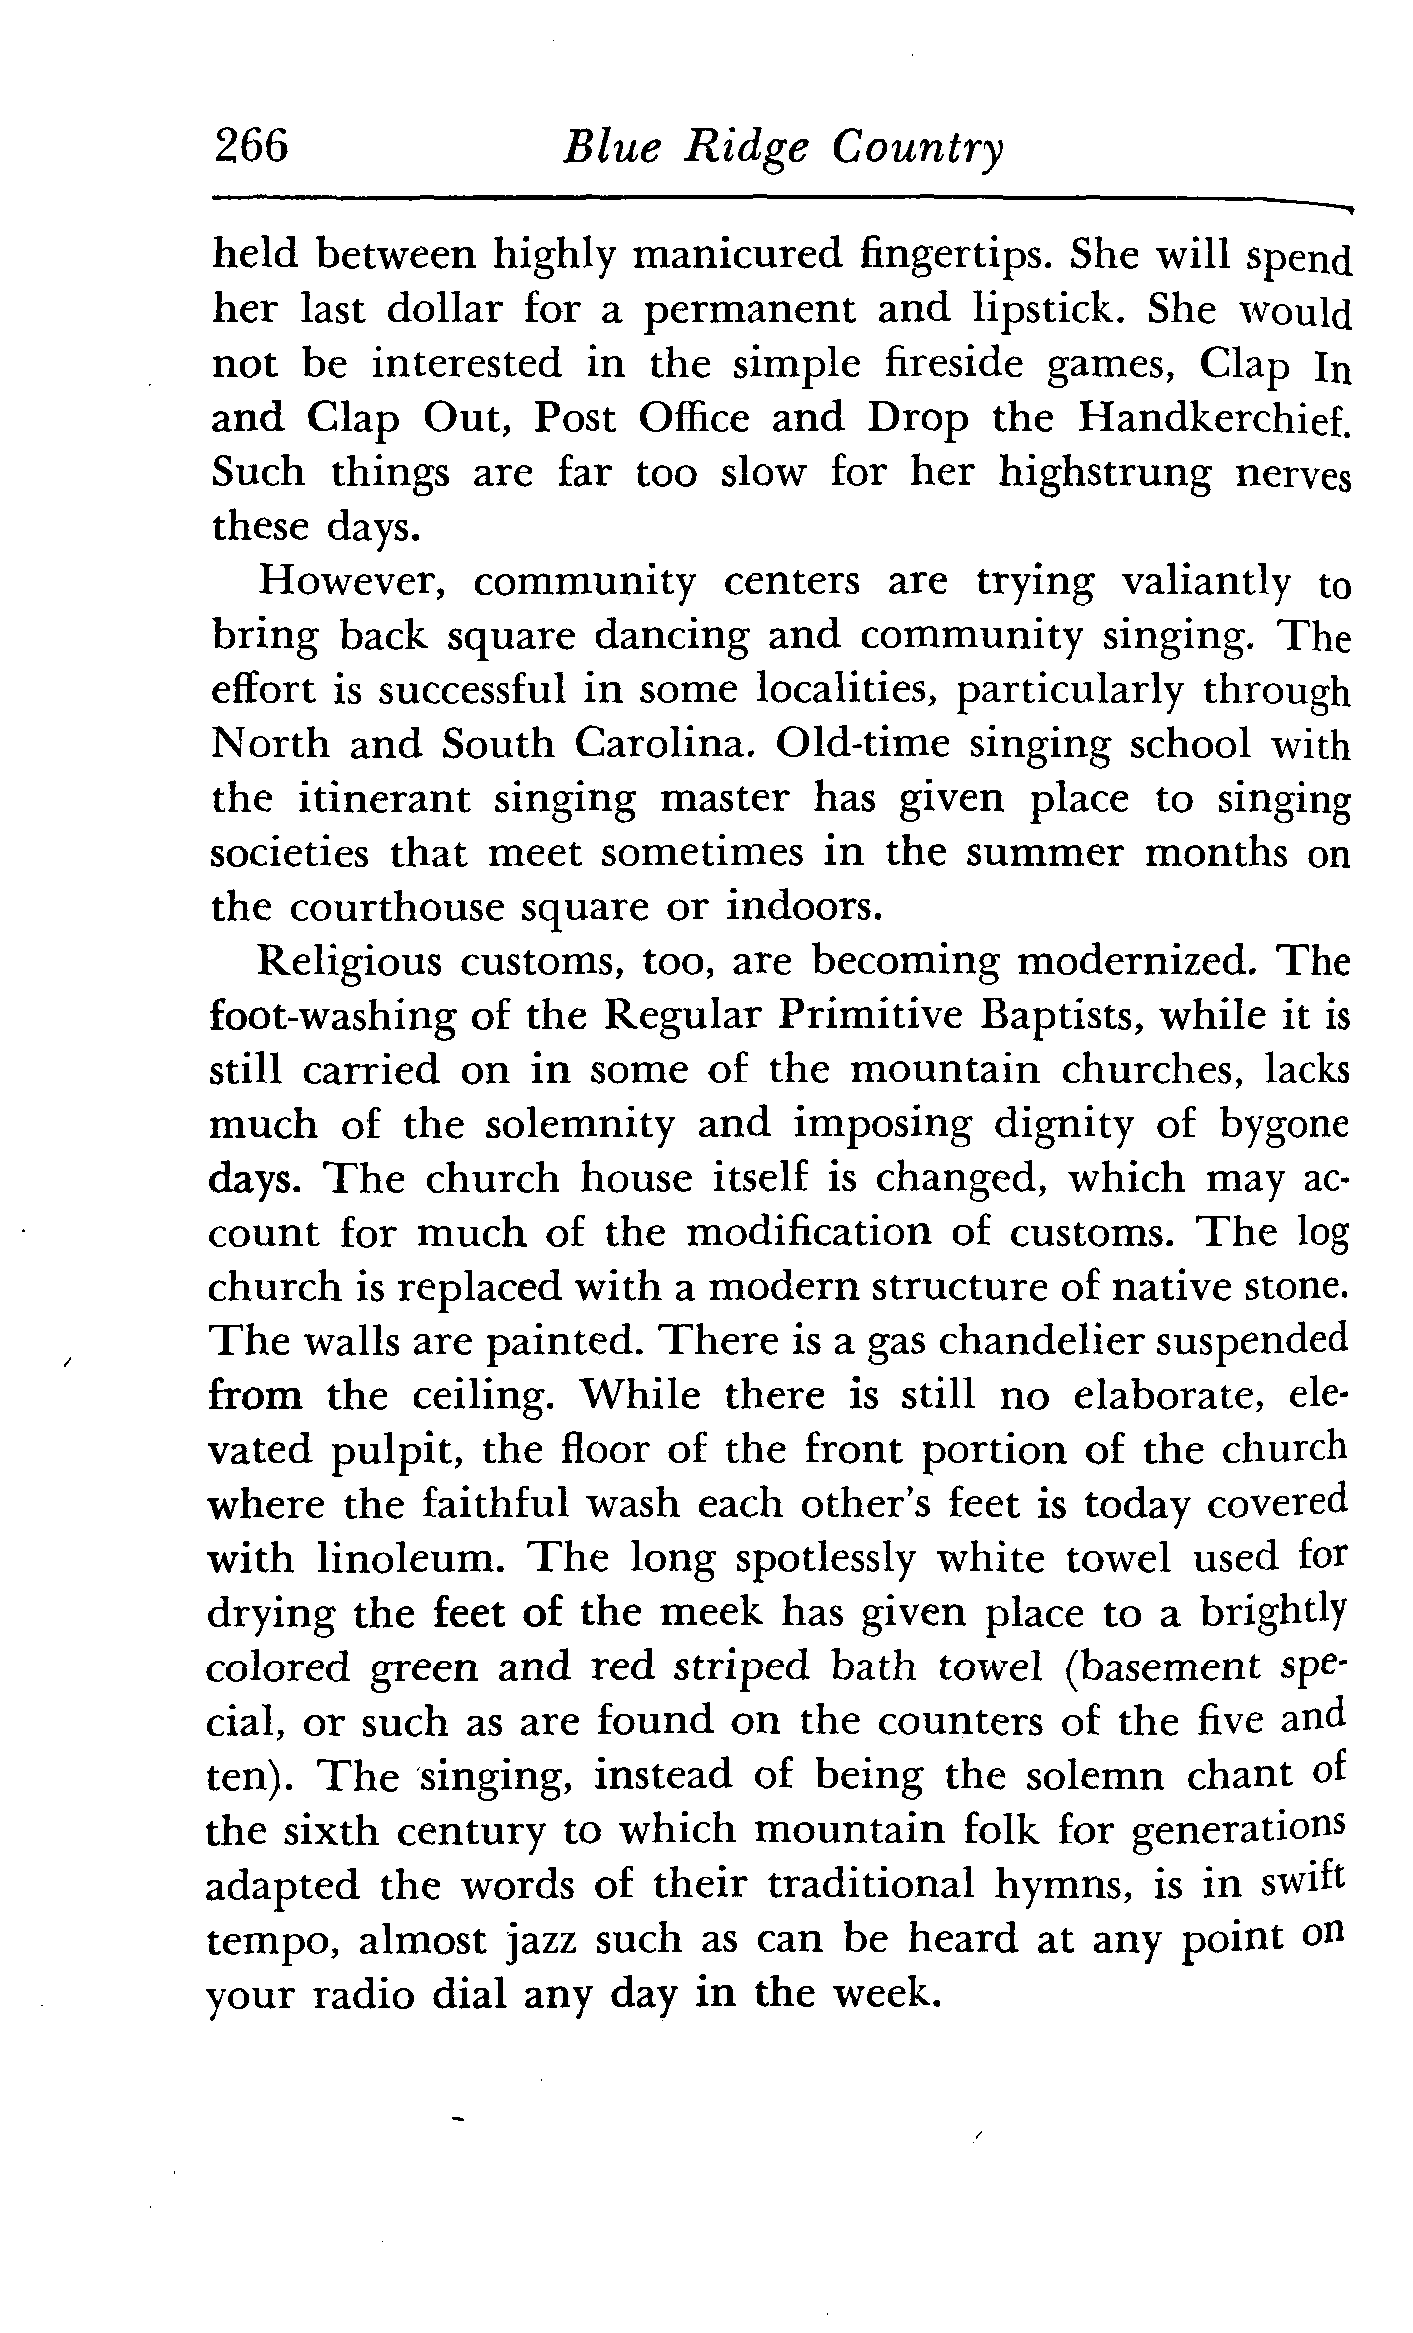 266 Blue Ridge Country
held between highly manicured fingertips. She will spend
her last dollar for a permanent and lipstick. She would
not be interested in the simple fireside games, Clap In
and Clap Out, Post Office and Drop the Handkerchief.
Such things are far too slow for her highstrung nerves
these days.
However, community centers are trying valiantly to
bring back square dancing and community singing. The
effort is successful in some localities, particularly through
North and South Carolina. Old-time singing school with
the itinerant singing master has given place to singing
societies that meet sometimes in the summer months on
the courthouse square or indoors.
Religious customs, too, are becoming modernized. The
foot-washing of the Regular Primitive Baptists, while it is
still carried on in some of the mountain churches, lacks
much of the solemnity and imposing dignity of bygone
days. The church house itself is changed, which may ac-
count for much of the modification of customs. The log
church is replaced with a modern structure of native stone.
The walls are painted. There is a gas chandelier suspended
from the ceiling. While there is still no elaborate, ele-
vated pulpit, the floor of the front portion of the church
where the faithful wash each other's feet is today covered
with linoleum. The long spotlessly white towel used for
drying the feet of the meek has given place to a brightly
colored green and red striped bath towel (basement spe-
cial, or such as are found on the counters of the five and
ten). The singing, instead of being the solemn chant of
the sixth century to which mountain folk for generations
adapted the words of their traditional hymns, is in swift
tempo, almost jazz such as can be heard at any point on
your radio dial any day in the week.